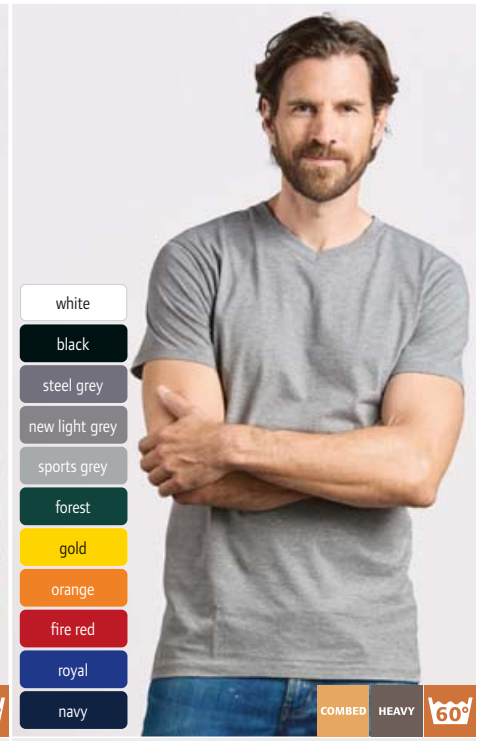 white
black
steel grey
new light grey
sports grey
forest
gold
orange
fire red
royal
navy
COMBED
HEAVY
60°